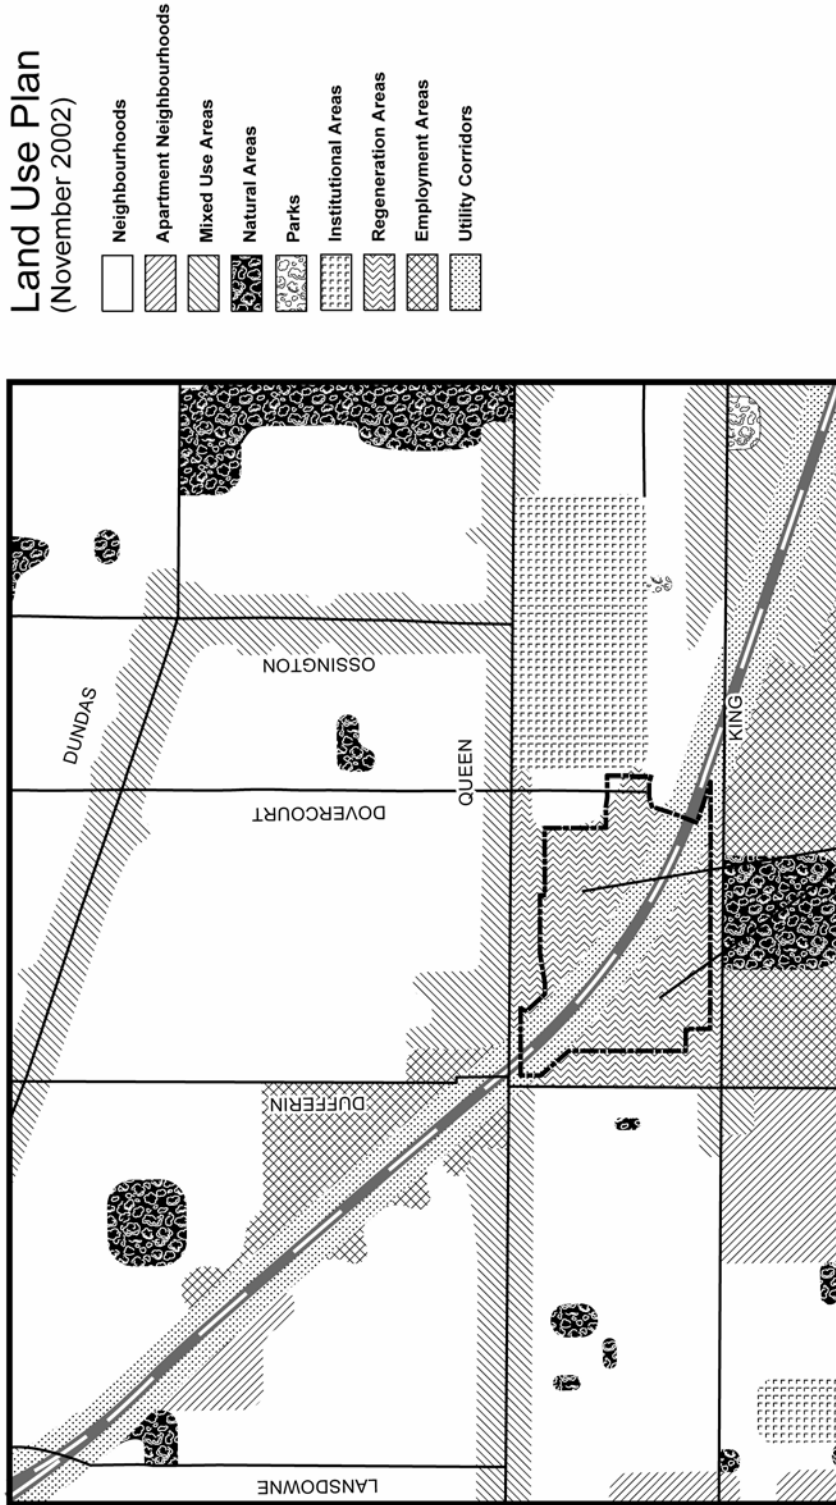 Land Use Plan
(November 2002)
Neighbourhoods
Apartment Neighbourhoods
Mixed Use Areas
Natural Areas
Parks
Institutional Areas
Regeneration Areas
Employment Areas
Utility Corridors
DUNDAS
OSSINGTON
QUEEN
DOVERCOURT
KING
DUFFERIN
LANSDOWNE